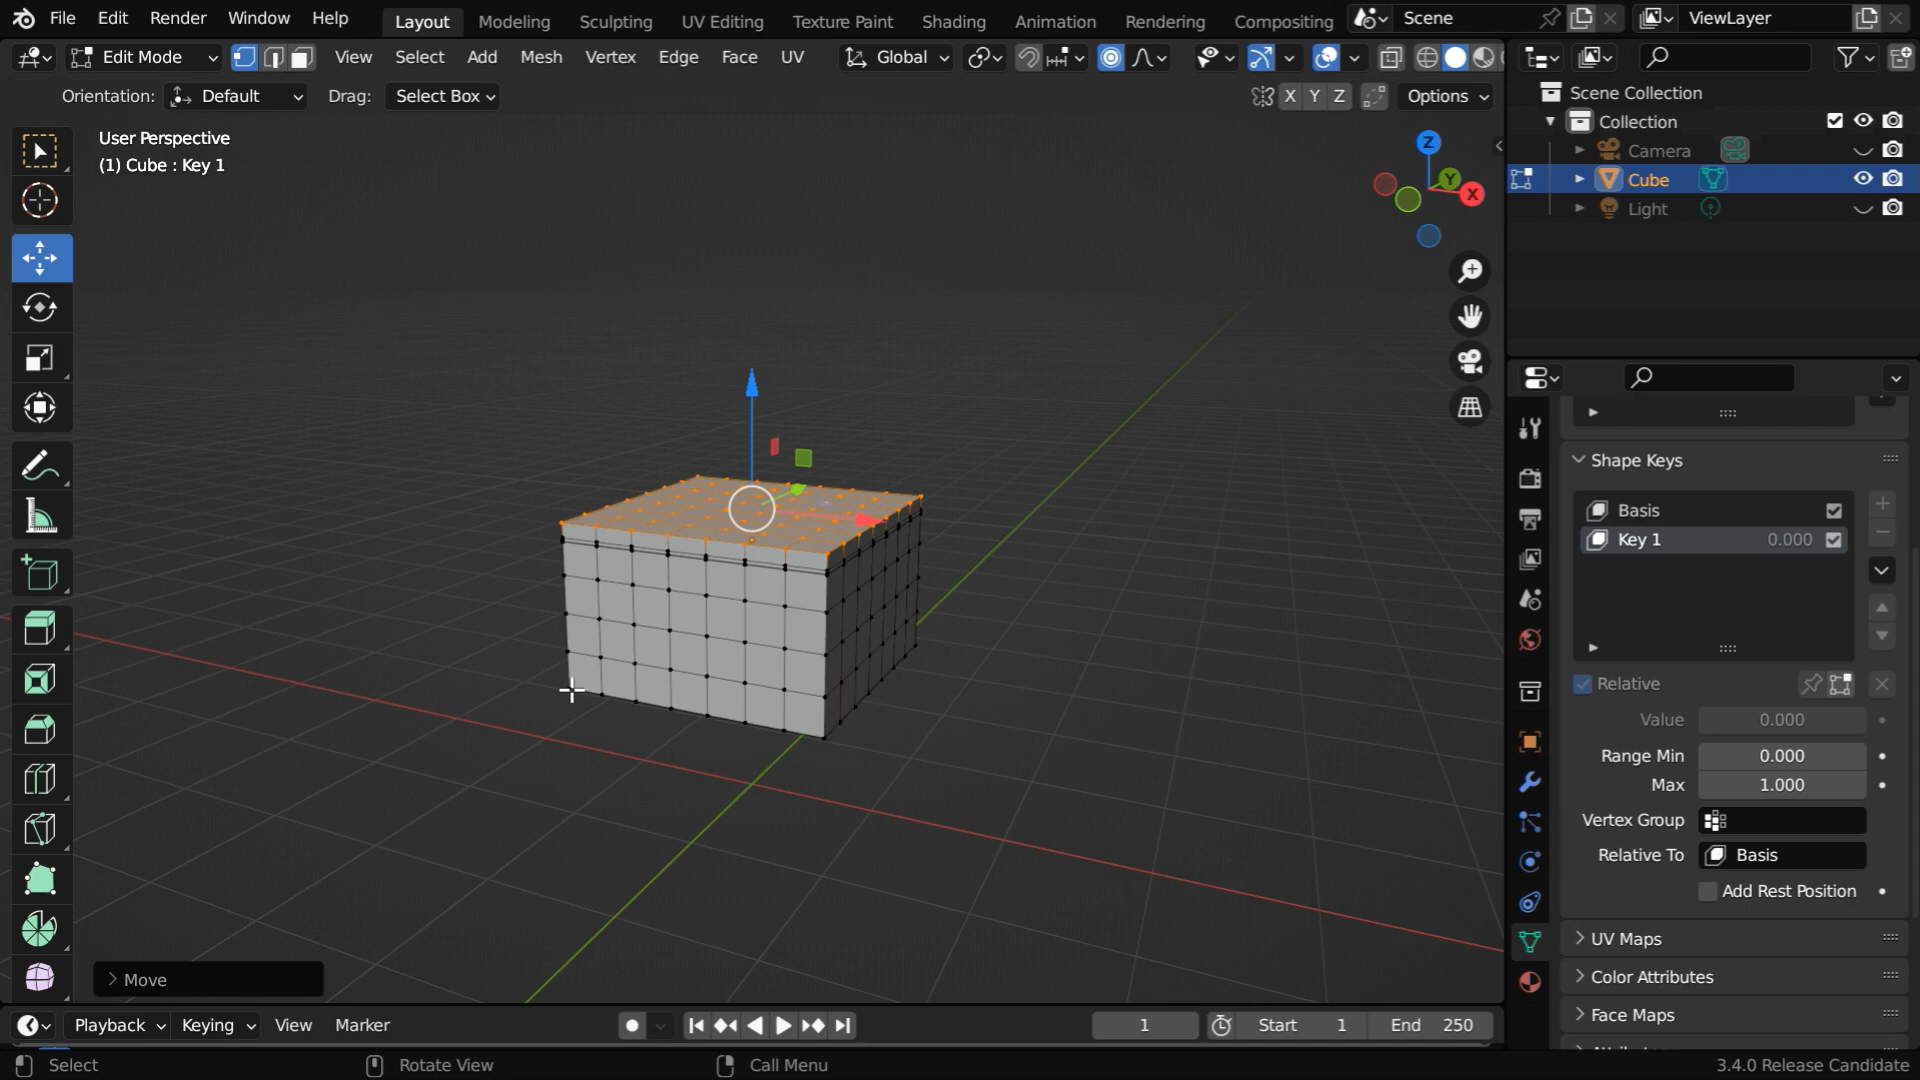 File Edit Render Window Help
Layout Modeling Sculpting UV Editing Texture Paint Shading Animation Rendering Compositing
Scene
ViewLayer
Edit Mode
View Select Add Mesh Vertex Edge Face UV
Global
Orientation: Default Drag: Select Box
X Y Z Options
User Perspective
(1) Cube : Key 1
Z
Y
X
Scene Collection
Collection
Camera
Cube
Light
Shape Keys
Basis
Key 1 0.000
Relative
Value 0.000
Range Min 0.000
Max 1.000
Vertex Group
Relative To Basis
Add Rest Position
UV Maps
Color Attributes
Face Maps
Move
Playback Keying View Marker
1 Start 1 End 250
Select Rotate View Call Menu
3.4.0 Release Candidate